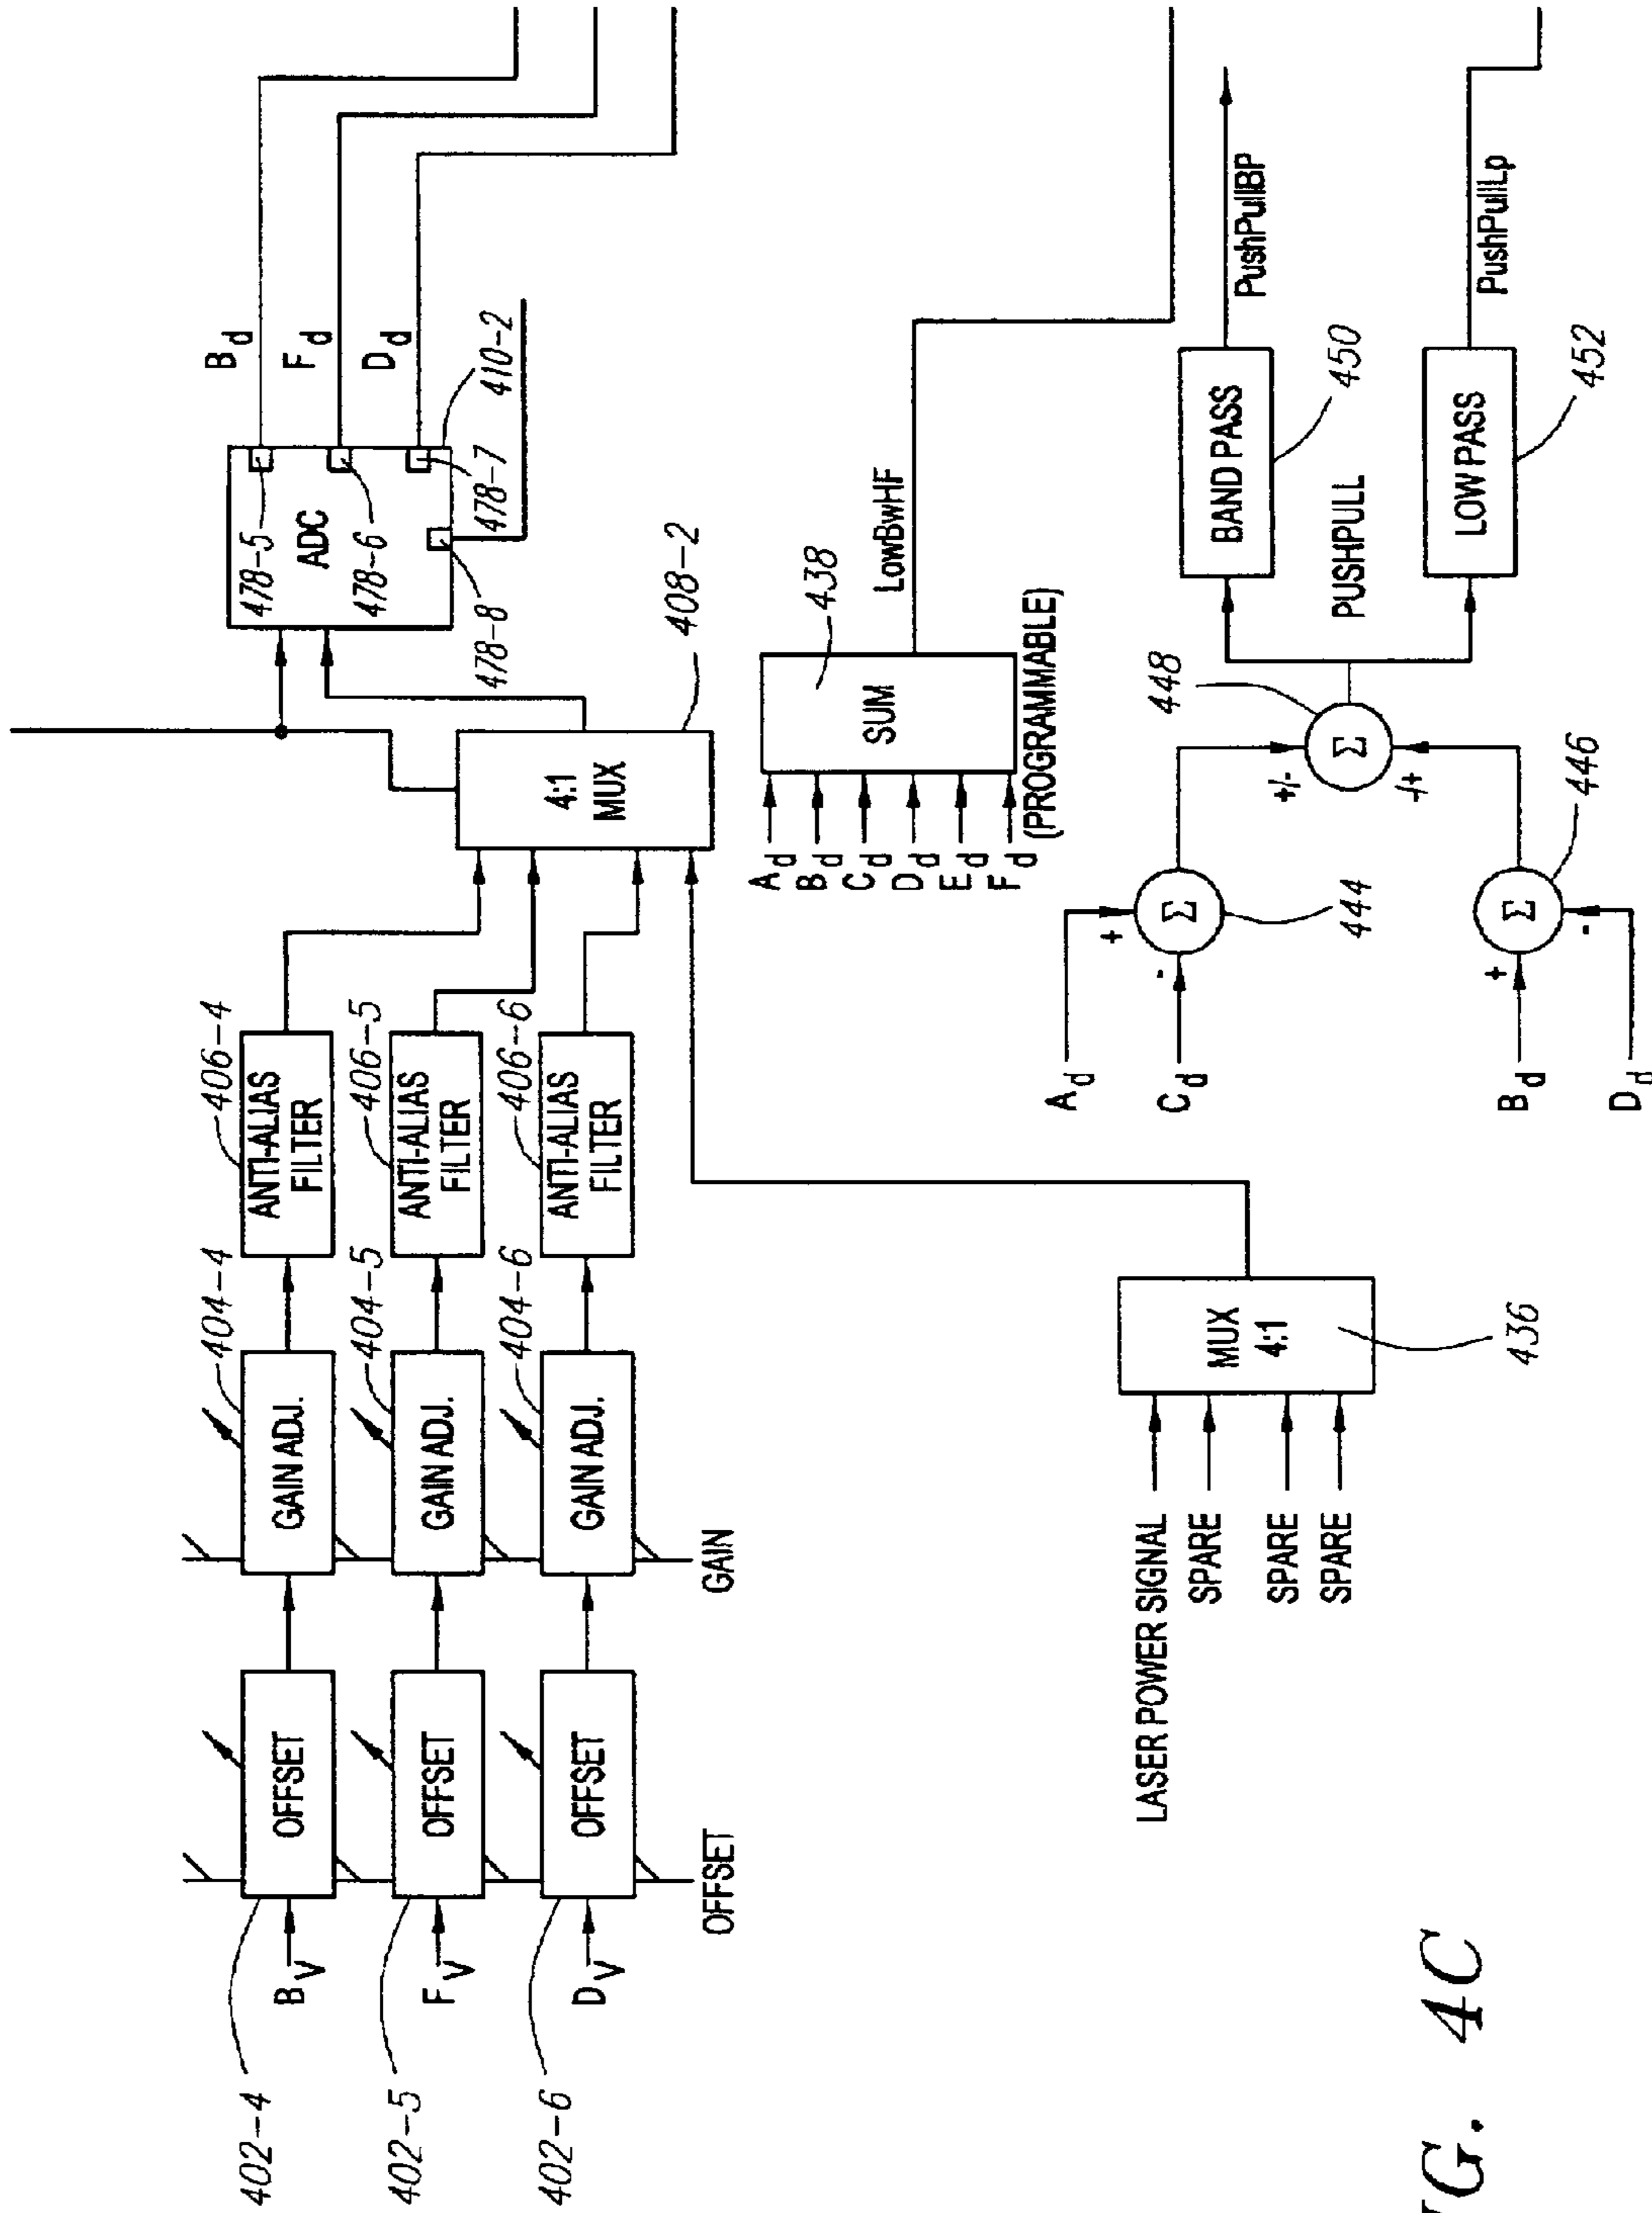 402-4
402-5
402-6
B_V
F_V
D_V
OFFSET
OFFSET
OFFSET
OFFSET
404-4
404-5
404-6
GAIN ADJ.
GAIN ADJ.
GAIN ADJ.
GAIN
406-4
406-5
406-6
ANTI-ALIAS
FILTER
ANTI-ALIAS
FILTER
ANTI-ALIAS
FILTER
4:1
MUX
408-2
478-5
ADC
478-6
478-8
478-7
410-2
B_d
F_d
D_d
LASER POWER SIGNAL
SPARE
SPARE
SPARE
MUX
4:1
436
A_d
B_d
C_d
D_d
E_d
F_d
(PROGRAMMABLE)
SUM
438
LowBwHF
A_d
C_d
B_d
D_d
+
-
Σ
444
+
-
Σ
446
+/-
-/+
Σ
448
PUSHPULL
BAND PASS
450
LOW PASS
452
PushPullBP
PushPullLp
G. 4C